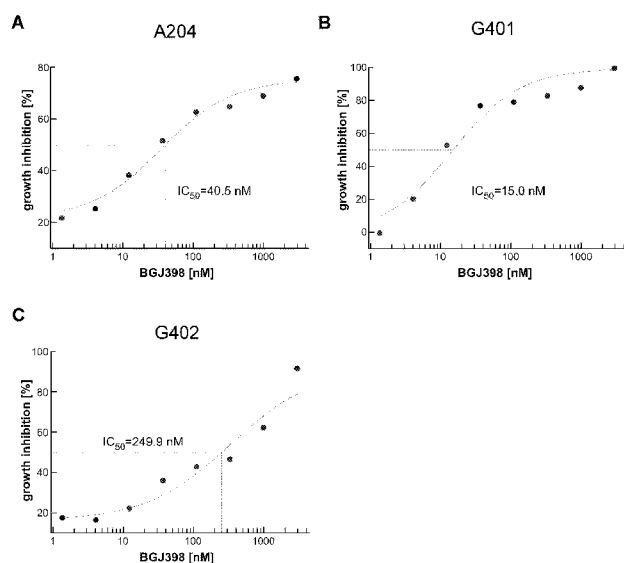 A
A204
growth inhibition [%]
80
60
40
20
IC50=40.5 nM
1
10
100
1000
BGJ398 [nM]
B
G401
growth inhibition [%]
100
80
60
40
20
0
IC50=15.0 nM
1
10
100
1000
BGJ398 [nM]
C
G402
growth inhibition [%]
100
80
60
40
20
IC50=249.9 nM
1
10
100
1000
BGJ398 [nM]